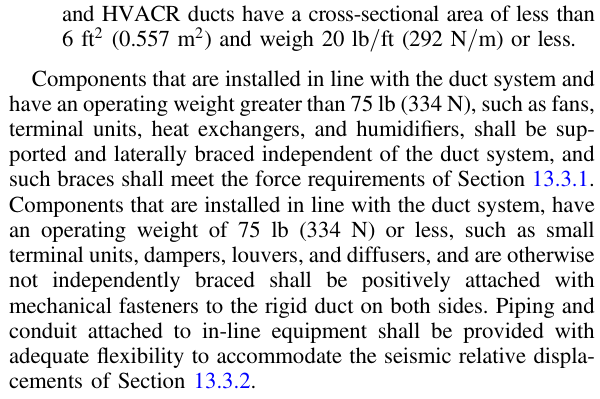 and HVACR ducts have a cross-sectional area of less than
6 ft² (0.557 m²) and weigh 20 lb/ft (292 N/m) or less.
Components that are installed in line with the duct system and
have an operating weight greater than 75 lb (334 N), such as fans,
terminal units, heat exchangers, and humidifiers, shall be sup-
ported and laterally braced independent of the duct system, and
such braces shall meet the force requirements of Section 13.3.1.
Components that are installed in line with the duct system, have
an operating weight of 75 lb (334 N) or less, such as small
terminal units, dampers, louvers, and diffusers, and are otherwise
not independently braced shall be positively attached with
mechanical fasteners to the rigid duct on both sides. Piping and
conduit attached to in-line equipment shall be provided with
adequate flexibility to accommodate the seismic relative displa-
cements of Section 13.3.2.